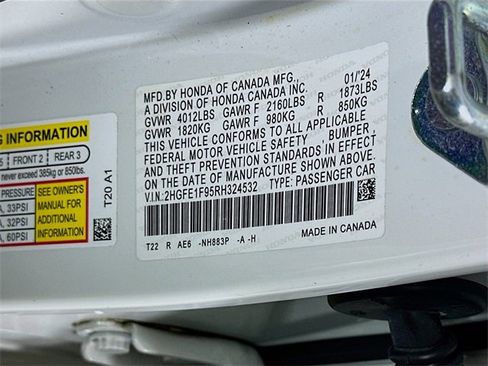 MFD.BY HONDA OF CANADA MFG., 01/'24
A DIVISION OF HONDA CANADA INC.
GVWR 4012LBS GAWR F 2160LBS R 1873LBS
GVWR 1820KG GAWR F 980KG R 850KG
THIS VEHICLE CONFORMS TO ALL APPLICABLE
FEDERAL MOTOR VEHICLE SAFETY , BUMPER ,
AND THEFT PREVENTION STANDARDS IN EFFECT
ON THE DATE OF MANUFACTURE SHOWN ABOVE.
V.I.N: 2HGFE1F95RH324532 TYPE: PASSENGER CAR
T22 R AE6 -NH883P -A -H
MADE IN CANADA
INFORMATION
FRONT 2 REAR 3
never exceed 385kg or 850lbs.
PRESSURE SEE OWNER'S
33PSI MANUAL FOR
32PSI ADDITIONAL
60PSI INFORMATION
T20 A1